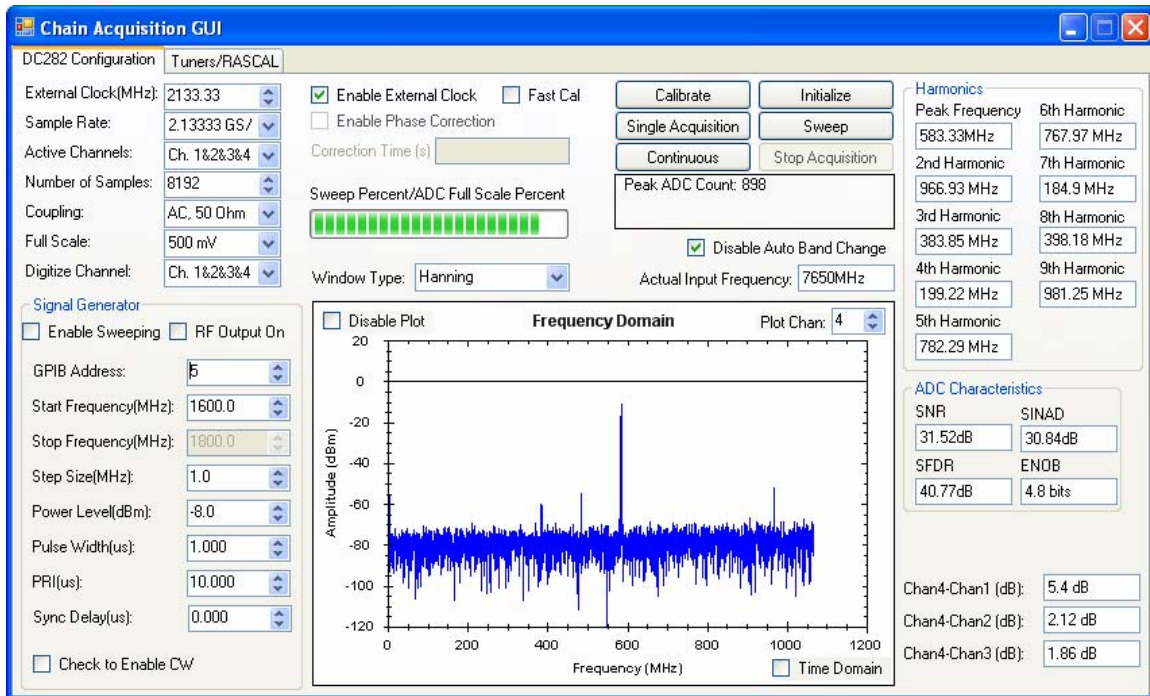 Chain Acquisition GUI
DC282 Configuration
Tuners/RASCAL
External Clock(MHz): 2133.33
Sample Rate: 2.13333 GS/
Active Channels: Ch. 1&2&3&4
Number of Samples: 8192
Coupling: AC, 50 Ohm
Full Scale: 500 mV
Digitize Channel: Ch. 1&2&3&4
Enable External Clock
Fast Cal
Enable Phase Correction
Correction Time (s)
Sweep Percent/ADC Full Scale Percent
Window Type: Hanning
Calibrate
Initialize
Single Acquisition
Sweep
Continuous
Stop Acquisition
Peak ADC Count: 898
Disable Auto Band Change
Actual Input Frequency: 7650MHz
Harmonics
Peak Frequency
583.33MHz
2nd Harmonic
966.93 MHz
3rd Harmonic
383.85 MHz
4th Harmonic
199.22 MHz
5th Harmonic
782.29 MHz
6th Harmonic
767.97 MHz
7th Harmonic
184.9 MHz
8th Harmonic
398.18 MHz
9th Harmonic
981.25 MHz
Signal Generator
Enable Sweeping
RF Output On
GPIB Address: 5
Start Frequency(MHz): 1600.0
Stop Frequency(MHz): 1800.0
Step Size(MHz): 1.0
Power Level(dBm): -8.0
Pulse Width(us): 1.000
PRI(us): 10.000
Sync Delay(us): 0.000
Check to Enable CW
Disable Plot
Frequency Domain
Plot Chan: 4
Amplitude (dBm)
20
0
-20
-40
-60
-80
-100
-120
0 200 400 600 800 1000 1200
Frequency (MHz)
Time Domain
ADC Characteristics
SNR
31.52dB
SINAD
30.84dB
SFDR
40.77dB
ENOB
4.8 bits
Chan4-Chan1 (dB): 5.4 dB
Chan4-Chan2 (dB): 2.12 dB
Chan4-Chan3 (dB): 1.86 dB